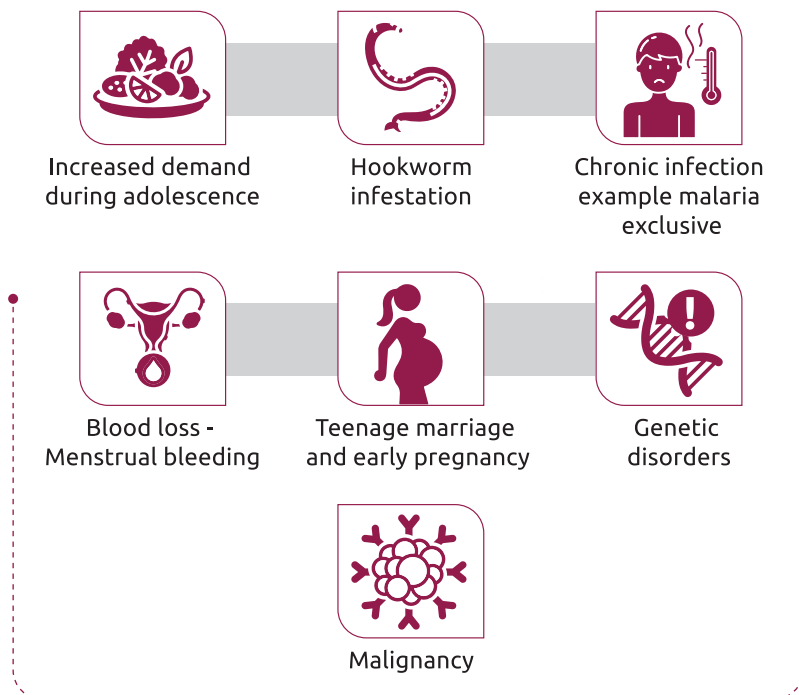 Increased demand
during adolescence
Hookworm
infestation
Chronic infection
example malaria
exclusive
Blood loss -
Menstrual bleeding
Teenage marriage
and early pregnancy
Genetic
disorders
Malignancy